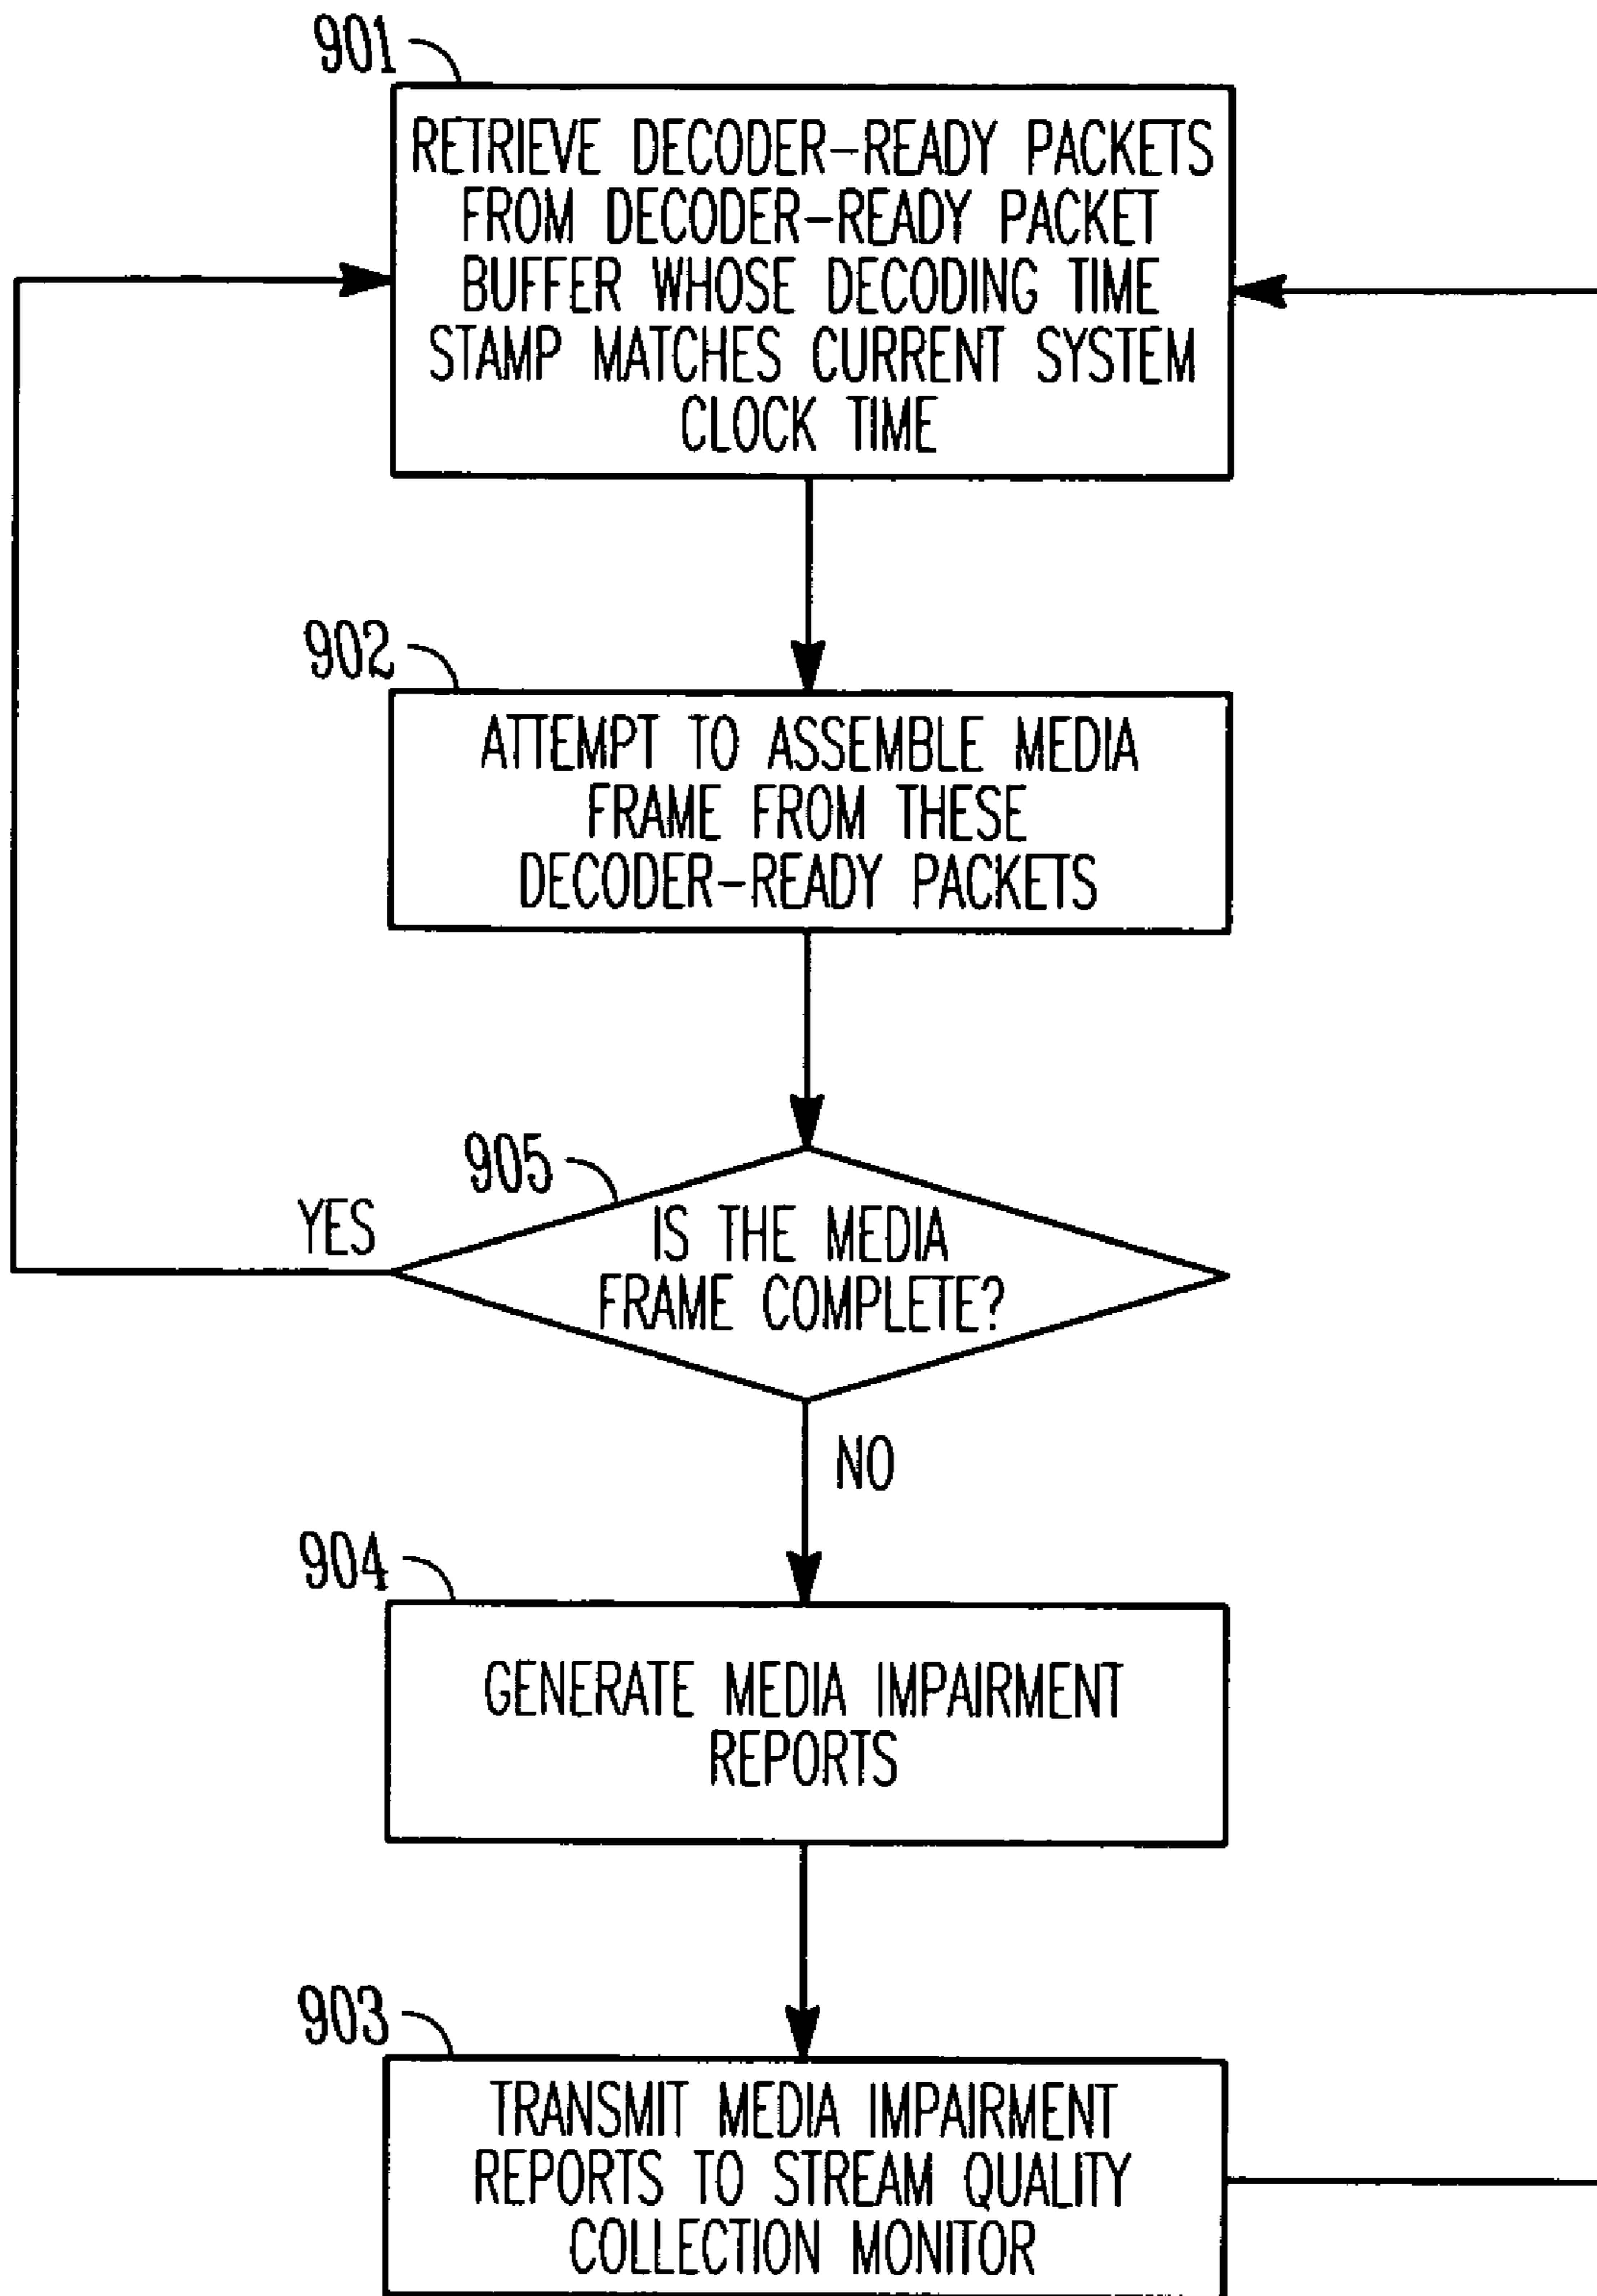 901
RETRIEVE DECODER-READY PACKETS
FROM DECODER-READY PACKET
BUFFER WHOSE DECODING TIME
STAMP MATCHES CURRENT SYSTEM
CLOCK TIME
902
ATTEMPT TO ASSEMBLE MEDIA
FRAME FROM THESE
DECODER-READY PACKETS
905
YES
IS THE MEDIA
FRAME COMPLETE?
NO
904
GENERATE MEDIA IMPAIRMENT
REPORTS
903
TRANSMIT MEDIA IMPAIRMENT
REPORTS TO STREAM QUALITY
COLLECTION MONITOR